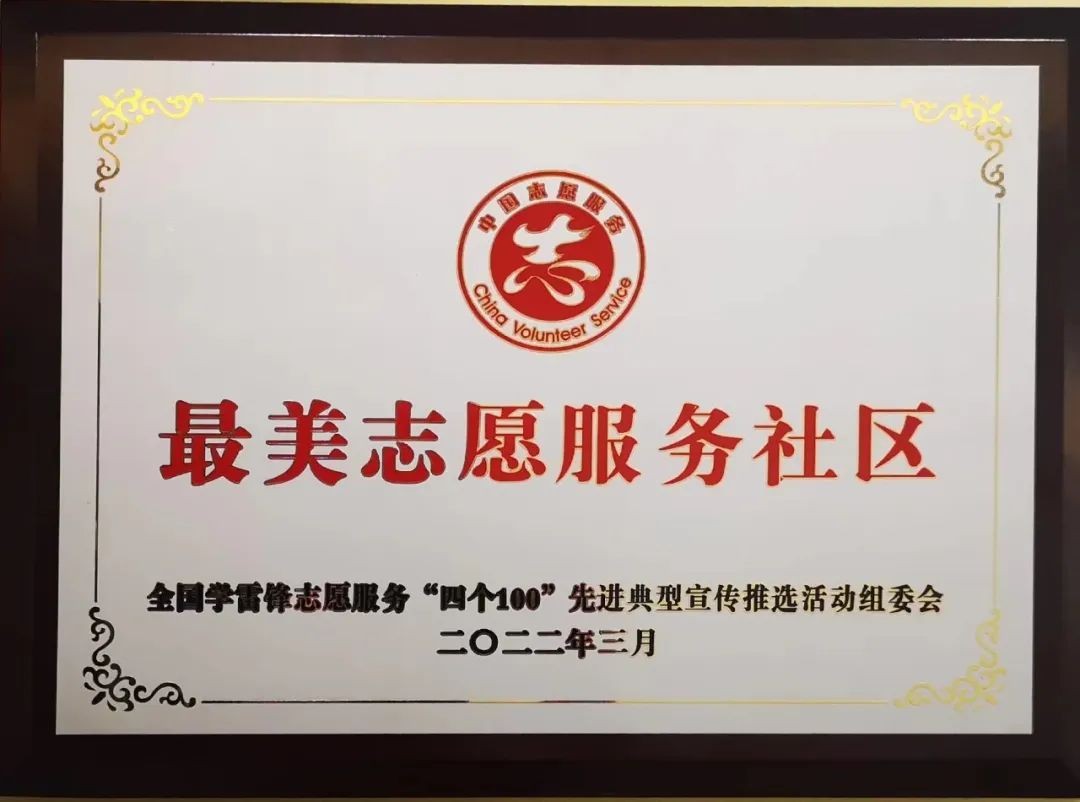 中国志愿服务
China Volunteer Service
最美志愿服务社区
全国学雷锋志愿服务“四个100”先进典型宣传推选活动组委会
二〇二二年三月